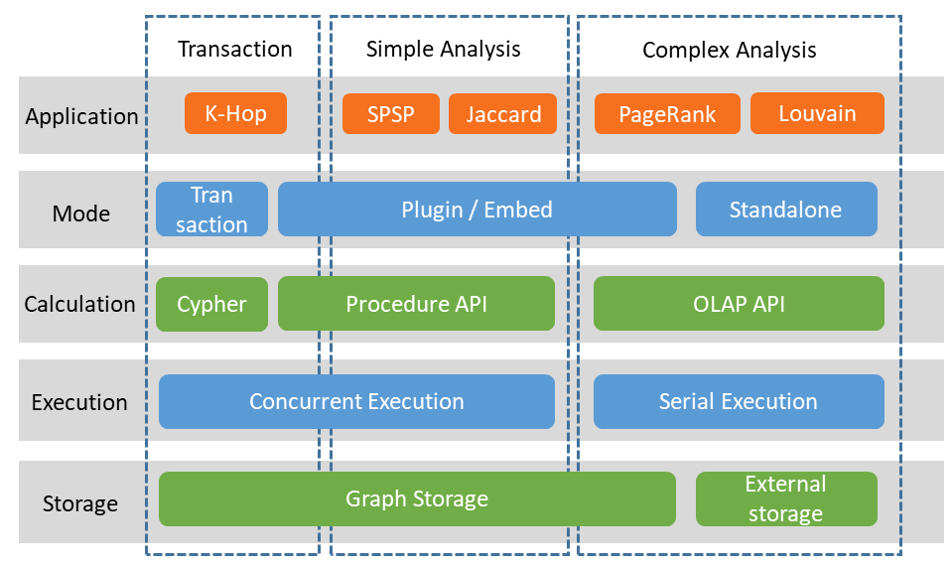 Transaction
Simple Analysis
Complex Analysis
Application
K-Hop
SPSP
Jaccard
PageRank
Louvain
Mode
Tran
saction
Plugin / Embed
Standalone
Calculation
Cypher
Procedure API
OLAP API
Execution
Concurrent Execution
Serial Execution
Storage
Graph Storage
External
storage